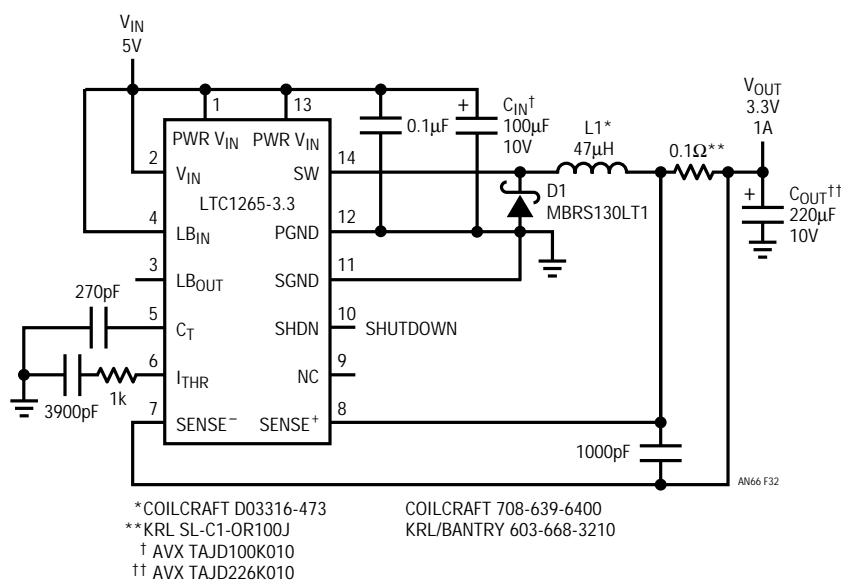 VIN
5V
1
13
PWR VIN
PWR VIN
2
VIN
LTC1265-3.3
4
LBIN
3
LBOUT
270pF
5
CT
6
ITHR
3900pF
1k
7
SENSE–
SW
14
PGND
12
SGND
11
SHDN
10
SHUTDOWN
NC
9
SENSE+
8
0.1µF
+
CIN†
100µF
10V
L1*
47µH
D1
MBRS130LT1
0.1Ω**
VOUT
3.3V
1A
+
COUT††
220µF
10V
1000pF
AN66 F32
*COILCRAFT D03316-473
**KRL SL-C1-OR100J
† AVX TAJD100K010
†† AVX TAJD226K010
COILCRAFT 708-639-6400
KRL/BANTRY 603-668-3210